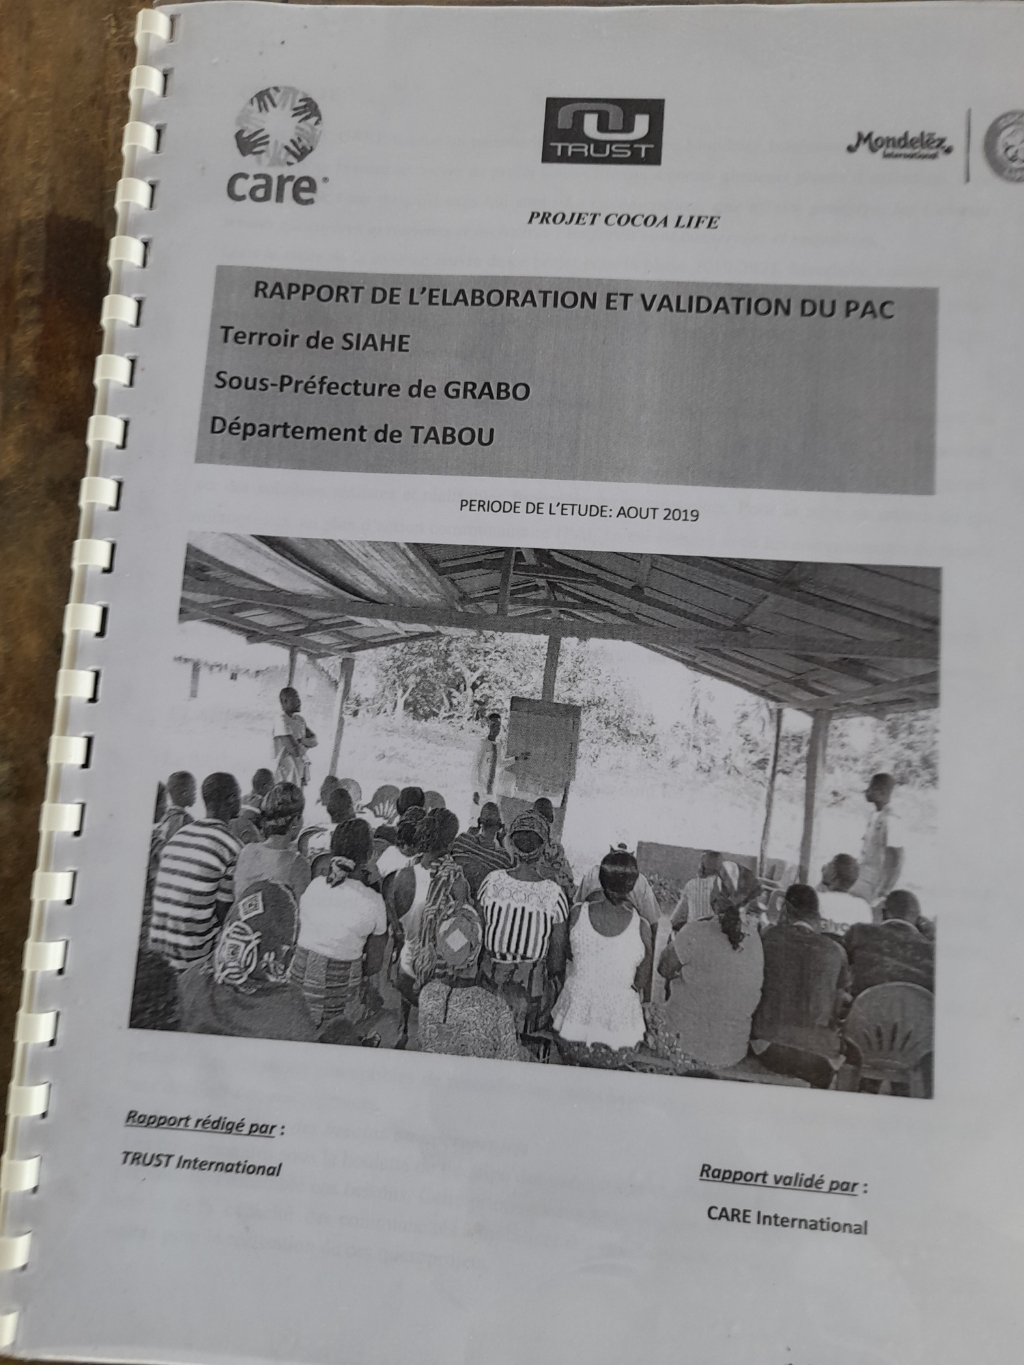 care
TRUST
Mondelēz
International
PROJET COCOA LIFE
RAPPORT DE L'ELABORATION ET VALIDATION DU PAC
Terroir de SIAHE
Sous-Préfecture de GRABO
Département de TABOU
PERIODE DE L'ETUDE: AOUT 2019
Rapport rédigé par :
TRUST International
Rapport validé par :
CARE International